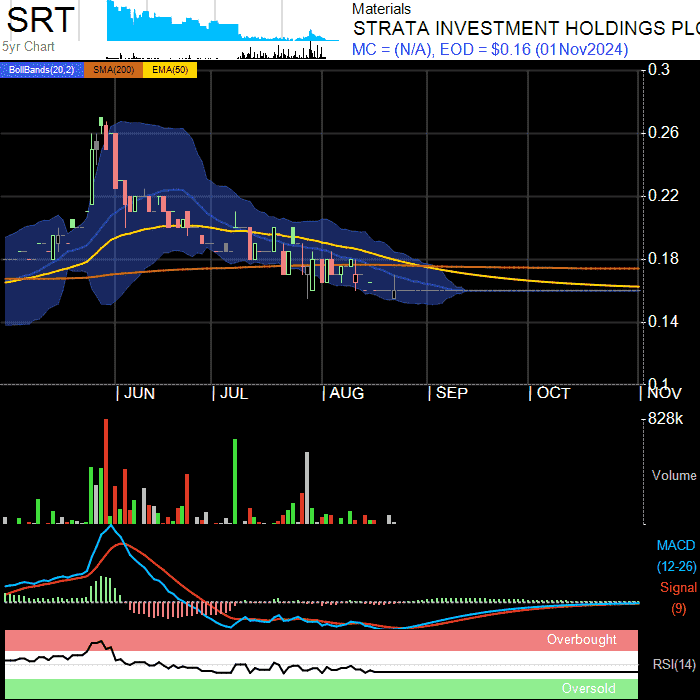 SRT
5yr Chart
Materials
STRATA INVESTMENT HOLDINGS PLC
MC = (N/A), EOD = $0.16 (01Nov2024)
BollBands(20,2) SMA(200) EMA(50)
0.3
0.26
0.22
0.18
0.14
0.1
JUN JUL AUG SEP OCT NOV
828k
Volume
MACD
(12-26)
Signal
(9)
Overbought
RSI(14)
Oversold